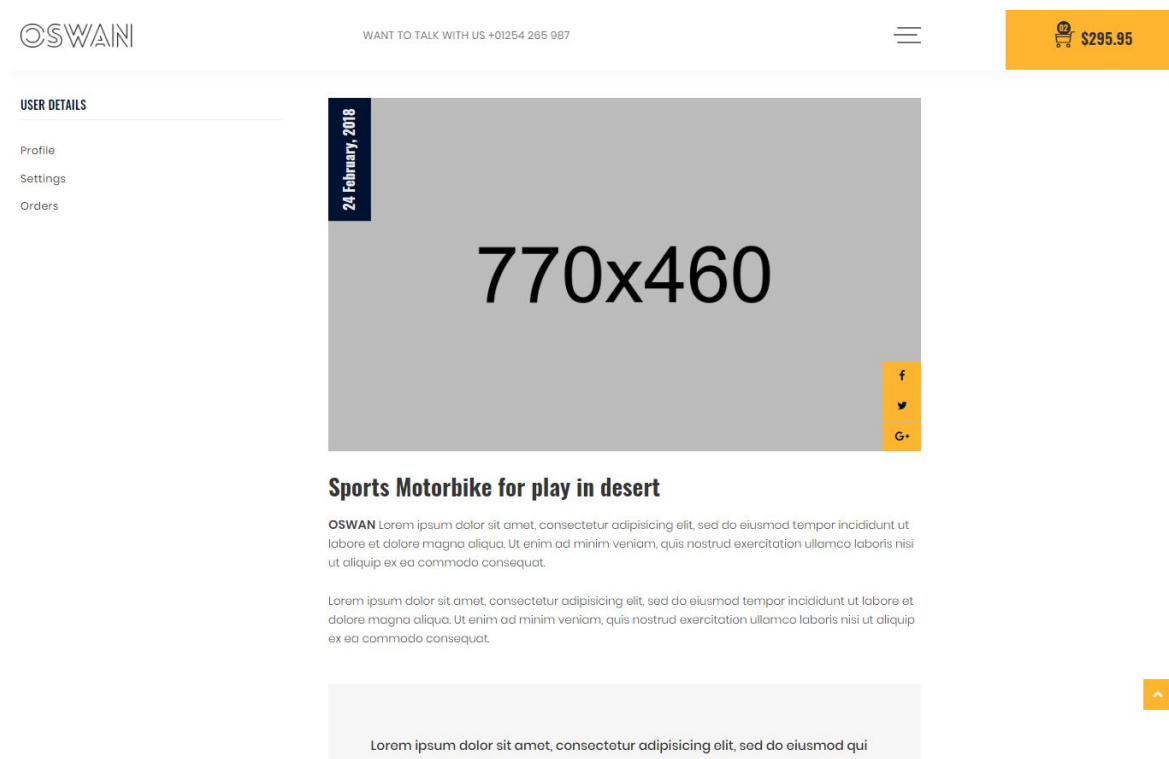 OSWAN
WANT TO TALK WITH US +01254 265 987
02
$295.95
USER DETAILS
Profile
Settings
Orders
24 February, 2018
770x460
f
G+
Sports Motorbike for play in desert
OSWAN Lorem ipsum dolor sit amet, consectetur adipisicing elit, sed do eiusmod tempor incididunt ut
labore et dolore magna aliqua. Ut enim ad minim veniam, quis nostrud exercitation ullamco laboris nisi
ut aliquip ex ea commodo consequat.
Lorem ipsum dolor sit amet, consectetur adipisicing elit, sed do eiusmod tempor incididunt ut labore et
dolore magna aliqua. Ut enim ad minim veniam, quis nostrud exercitation ullamco laboris nisi ut aliquip
ex ea commodo consequat.
Lorem ipsum dolor sit amet, consectetur adipisicing elit, sed do eiusmod qui